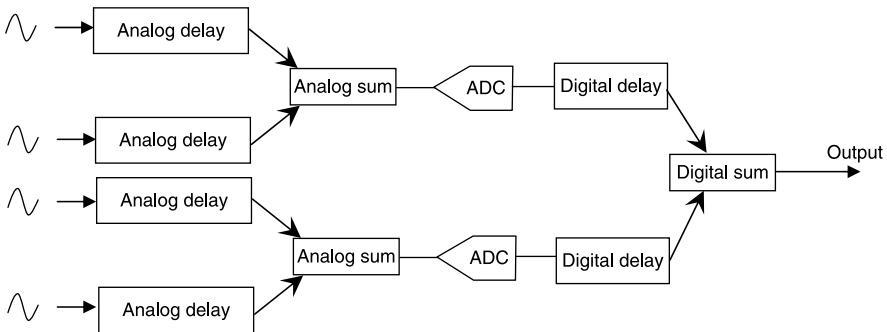 Analog delay
Analog sum
ADC
Digital delay
Analog delay
Output
Digital sum
Analog delay
Analog sum
ADC
Digital delay
Analog delay